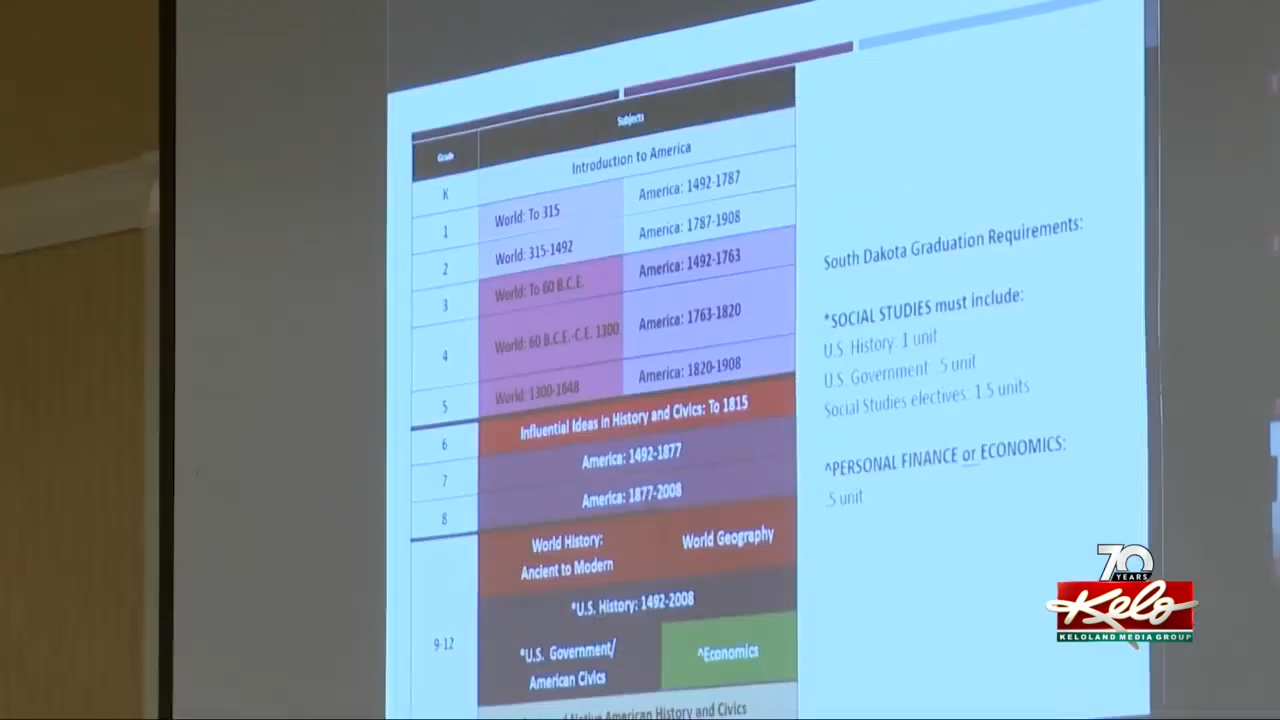 Grade
Subjects
K
Introduction to America
1
World: To 315
America: 1492-1787
2
World: 315-1492
America: 1787-1908
3
World: To 60 B.C.E.
America: 1492-1763
4
World: 60 B.C.E.-C.E. 1300
America: 1763-1820
5
World: 1300-1648
America: 1820-1908
6
Influential Ideas in History and Civics: To 1815
7
America: 1492-1877
8
America: 1877-2008
9-12
World History:
Ancient to Modern
World Geography
*U.S. History: 1492-2008
*U.S. Government/
American Civics
^Economics
Native American History and Civics
South Dakota Graduation Requirements:
*SOCIAL STUDIES must include:
U.S. History: 1 unit
U.S. Government: .5 unit
Social Studies electives: 1.5 units
^PERSONAL FINANCE or ECONOMICS:
.5 unit
70
YEARS
Kelo
KELOLAND MEDIA GROUP